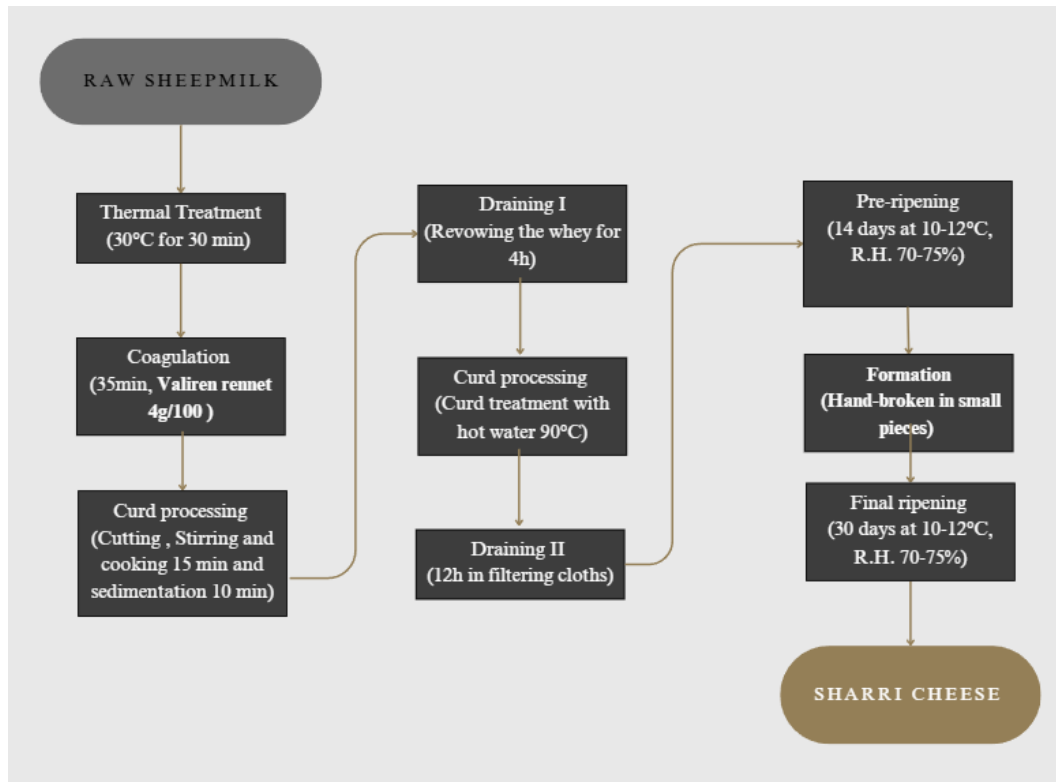 RAW SHEEPMILK
Thermal Treatment
(30°C for 30 min)
Coagulation
(35min, Valiren rennet
4g/100 )
Curd processing
(Cutting , Stirring and
cooking 15 min and
sedimentation 10 min)
Draining I
(Revowing the whey for
4h)
Curd processing
(Curd treatment with
hot water 90°C)
Draining II
(12h in filtering cloths)
Pre-ripening
(14 days at 10-12°C,
R.H. 70-75%)
Formation
(Hand-broken in small
pieces)
Final ripening
(30 days at 10-12°C,
R.H. 70-75%)
SHARRI CHEESE